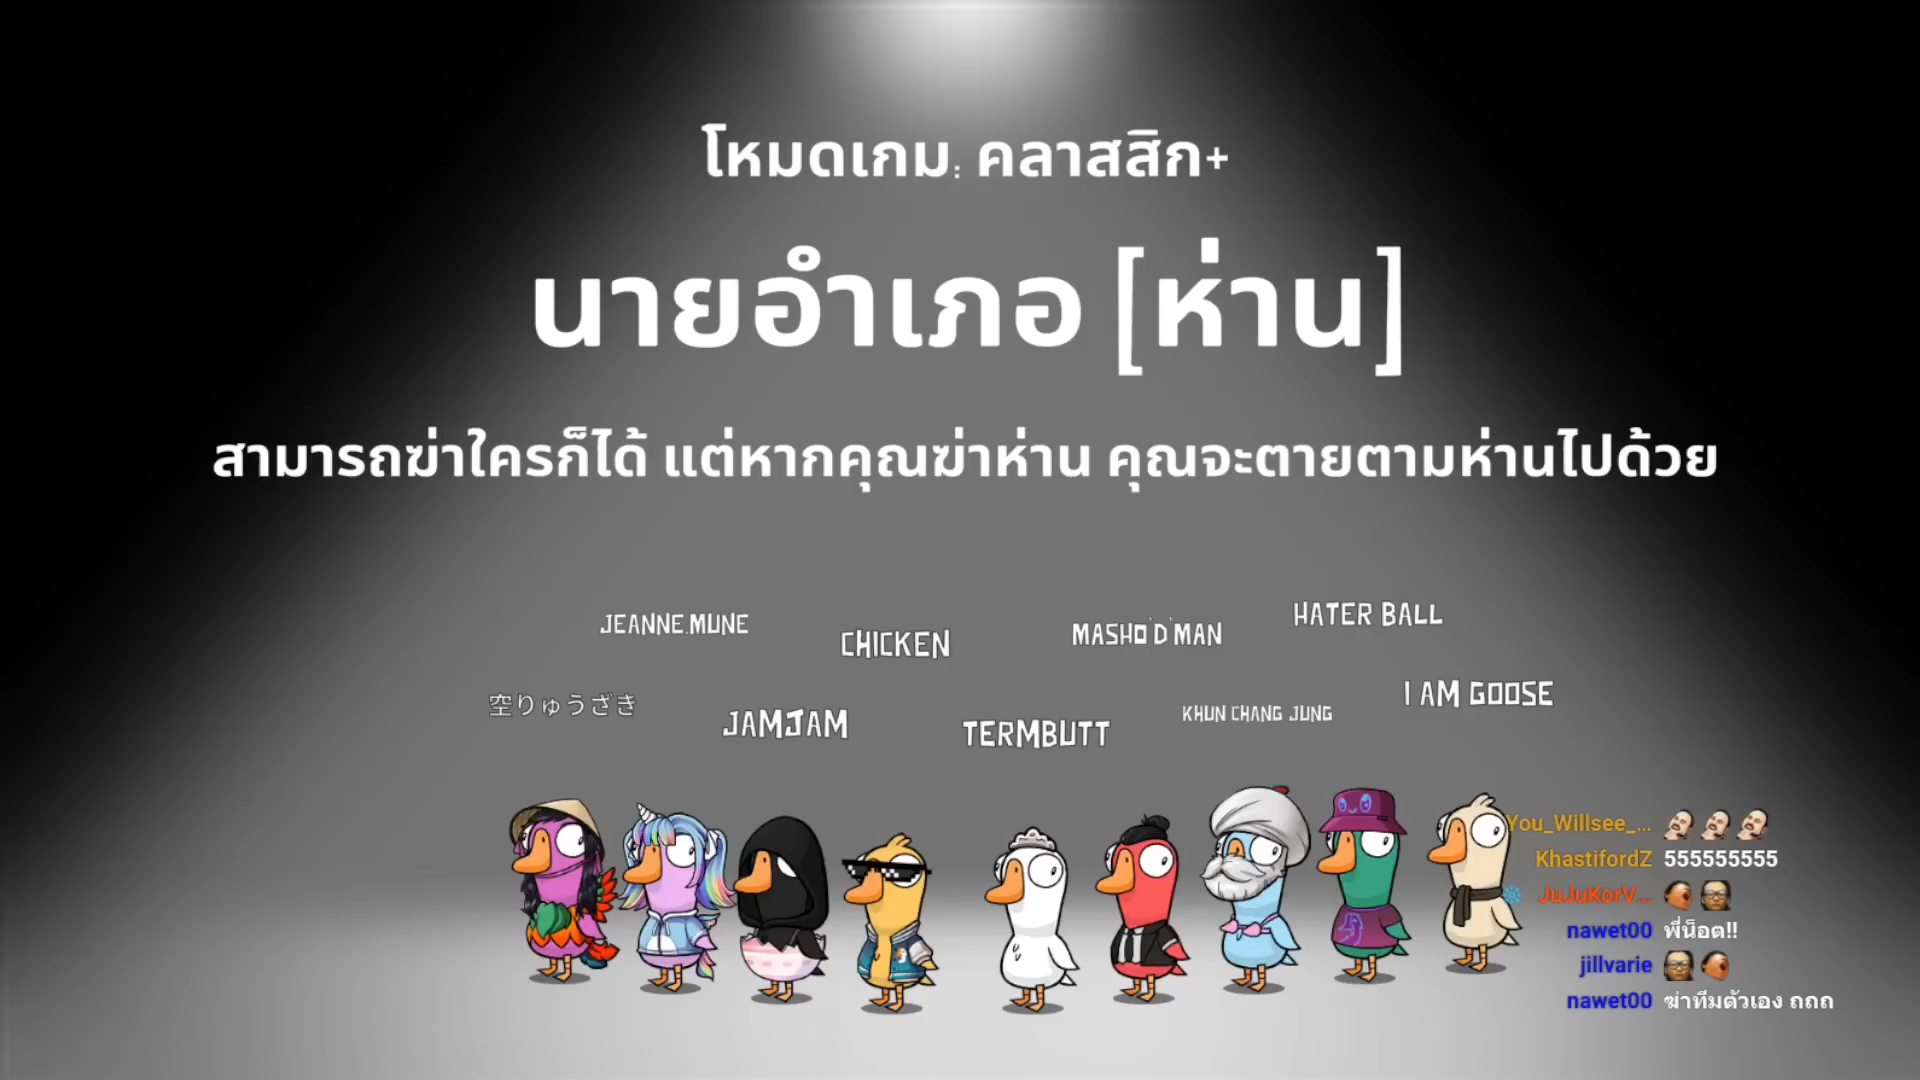 โหมดเกม: คลาสสิก+
นายอำเภอ [ห่าน]
สามารถฆ่าใครก็ได้ แต่หากคุณฆ่าห่าน คุณจะตายตามห่านไปด้วย
JEANNE.MUNE
CHICKEN
MASHO'D'MAN
HATER BALL
空りゅうざき
JAMJAM
TERMBUTT
KHUN CHANG JUNG
I AM GOOSE
You_Willsee_...
KhastifordZ 555555555
JuJuKorV...
nawet00 พี่น็อต!!
jillvarie
nawet00 ฆ่าทีมตัวเอง ถถถ